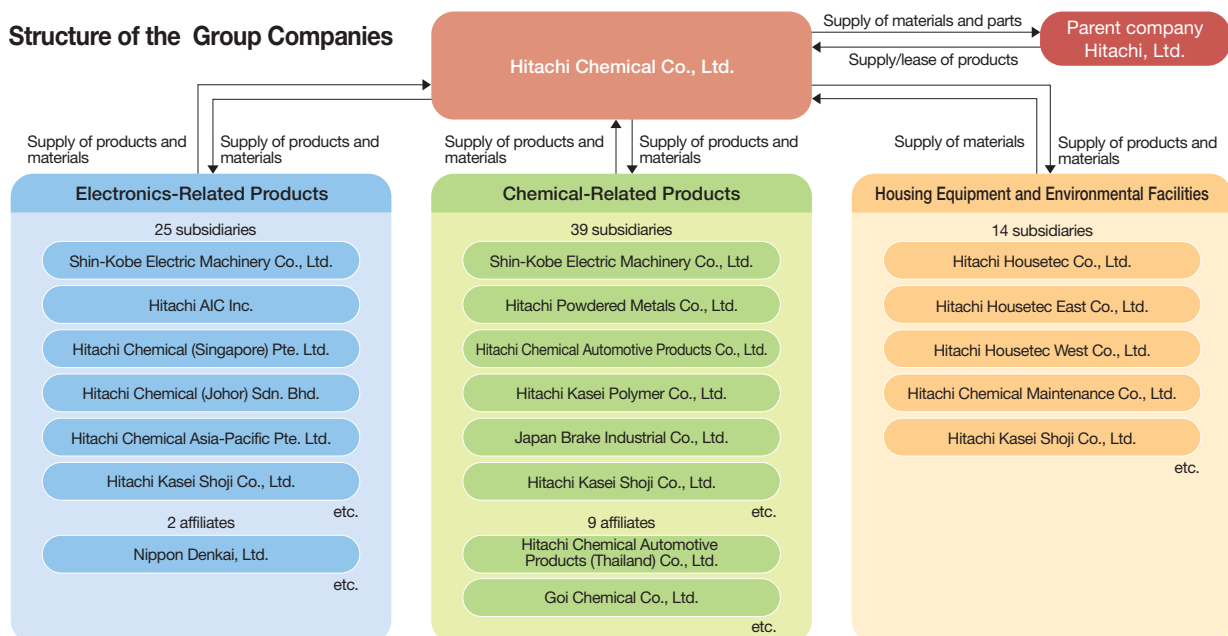 Structure of the Group Companies
Hitachi Chemical Co., Ltd.
Supply of materials and parts
Supply/lease of products
Parent company
Hitachi, Ltd.
Supply of products and
materials
Supply of products and
materials
Supply of products and
materials
Supply of products and
materials
Supply of materials
Supply of products and
materials
Electronics-Related Products
25 subsidiaries
Shin-Kobe Electric Machinery Co., Ltd.
Hitachi AIC Inc.
Hitachi Chemical (Singapore) Pte. Ltd.
Hitachi Chemical (Johor) Sdn. Bhd.
Hitachi Chemical Asia-Pacific Pte. Ltd.
Hitachi Kasei Shoji Co., Ltd.
etc.
2 affiliates
Nippon Denkai, Ltd.
etc.
Chemical-Related Products
39 subsidiaries
Shin-Kobe Electric Machinery Co., Ltd.
Hitachi Powdered Metals Co., Ltd.
Hitachi Chemical Automotive Products Co., Ltd.
Hitachi Kasei Polymer Co., Ltd.
Japan Brake Industrial Co., Ltd.
Hitachi Kasei Shoji Co., Ltd.
etc.
9 affiliates
Hitachi Chemical Automotive
Products (Thailand) Co., Ltd.
Goi Chemical Co., Ltd.
etc.
Housing Equipment and Environmental Facilities
14 subsidiaries
Hitachi Housetec Co., Ltd.
Hitachi Housetec East Co., Ltd.
Hitachi Housetec West Co., Ltd.
Hitachi Chemical Maintenance Co., Ltd.
Hitachi Kasei Shoji Co., Ltd.
etc.